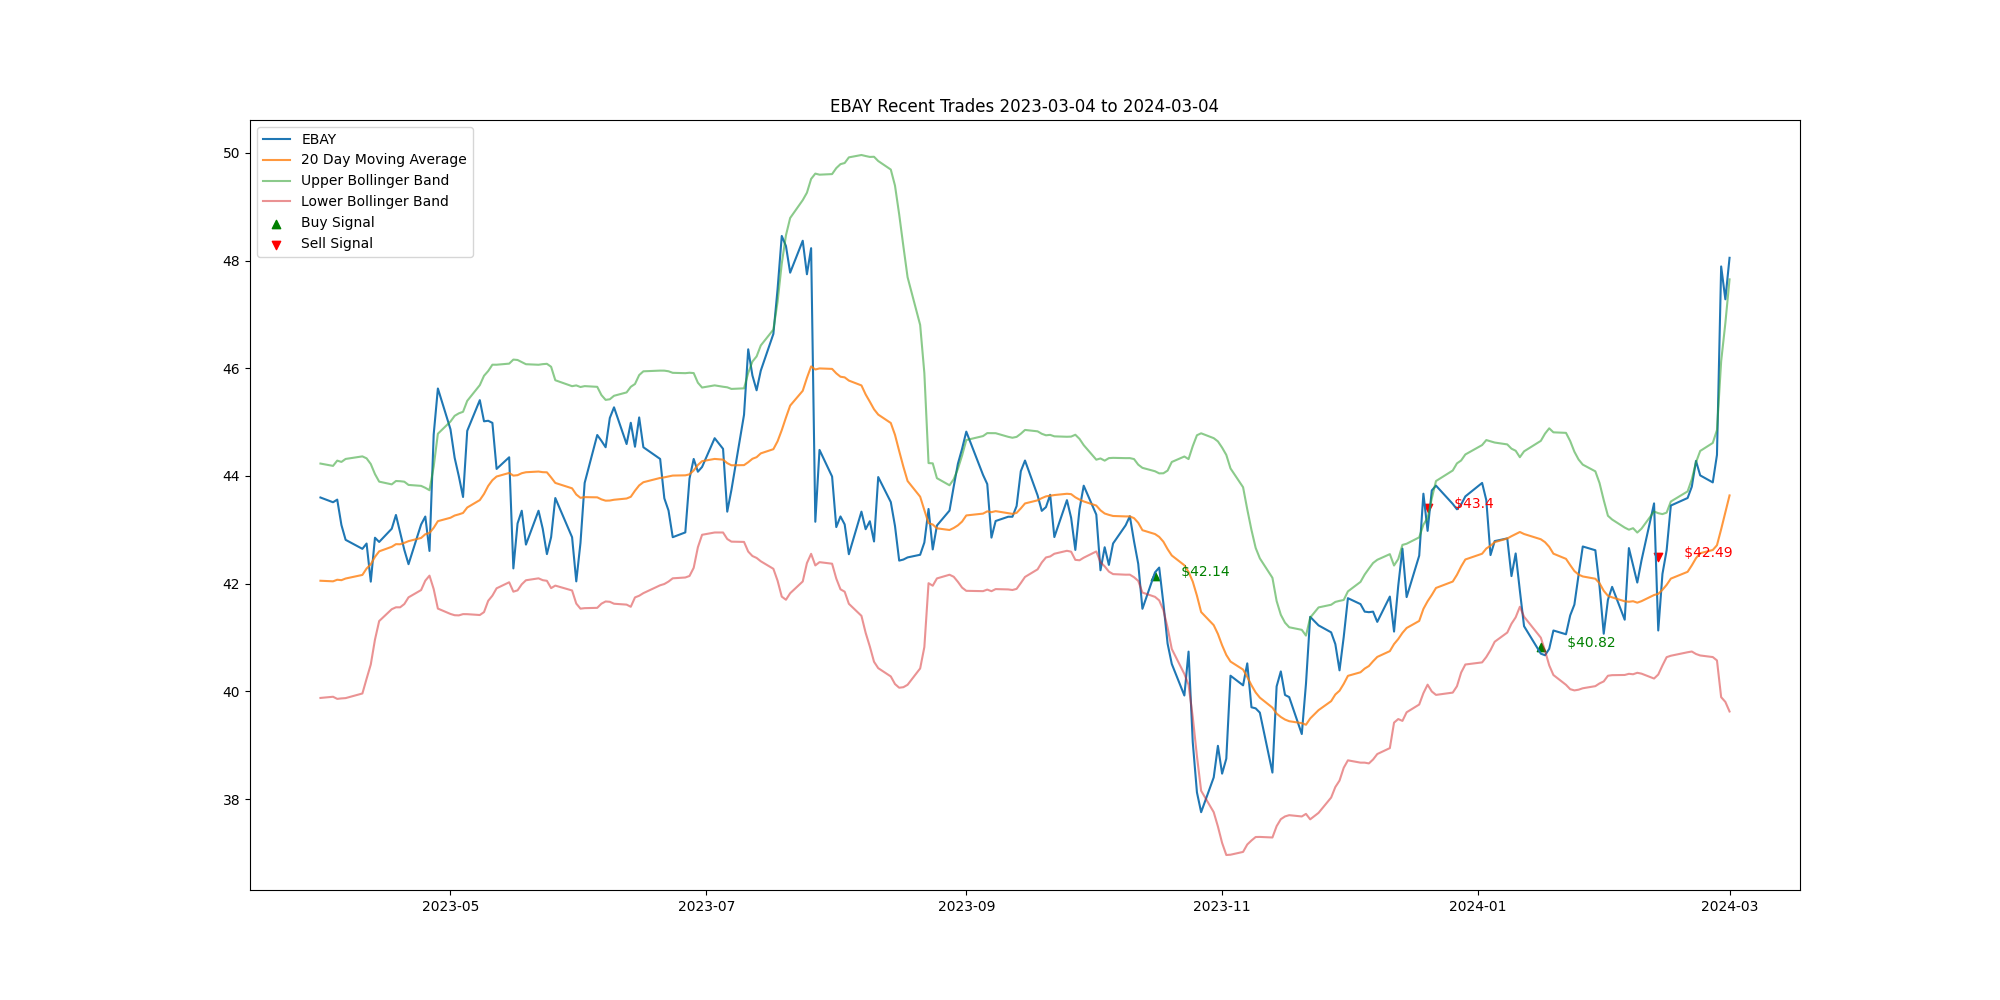 EBAY Recent Trades 2023-03-04 to 2024-03-04
EBAY
20 Day Moving Average
Upper Bollinger Band
Lower Bollinger Band
Buy Signal
Sell Signal
50
48
46
44
42
40
38
$43.4
$42.49
$42.14
$40.82
2023-05
2023-07
2023-09
2023-11
2024-01
2024-03